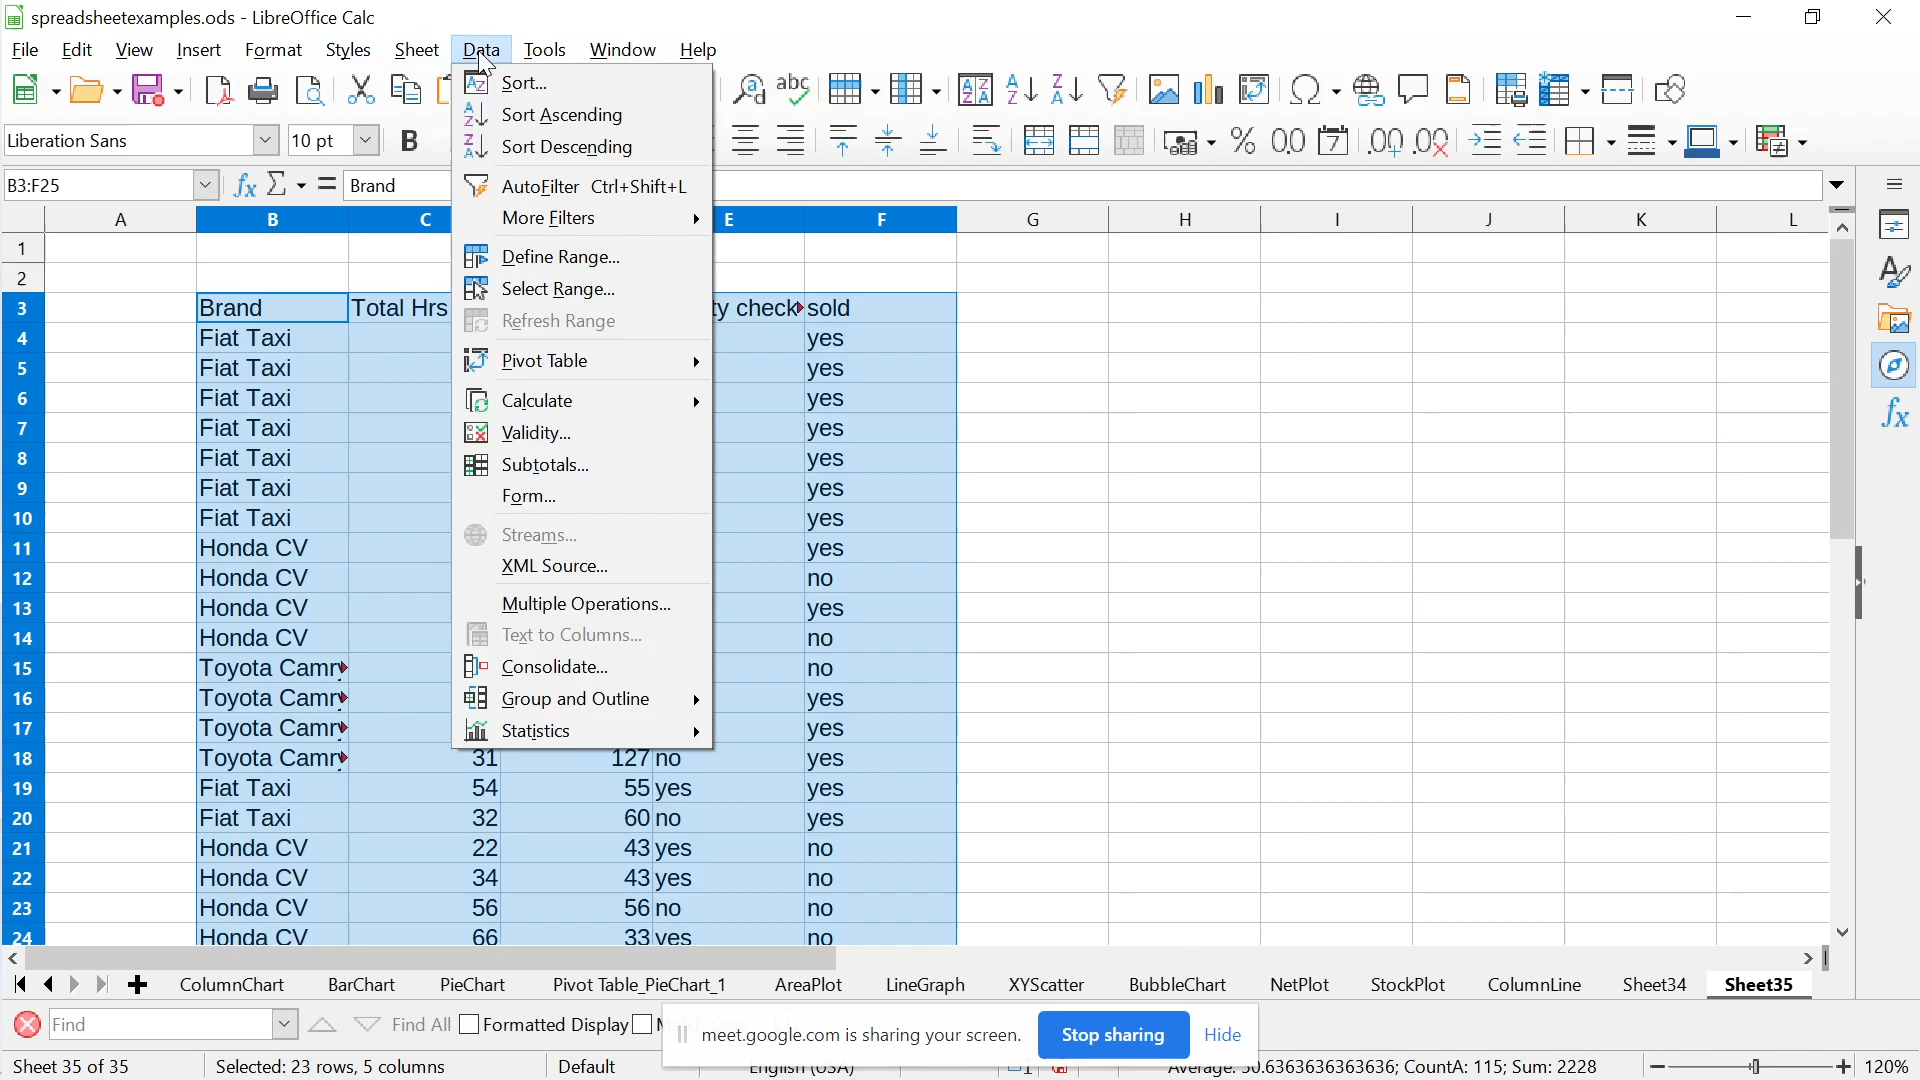 spreadsheetexamples.ods - LibreOffice Calc
File Edit View Insert Format Styles Sheet Data Tools Window Help
Liberation Sans 10 pt B
B3:F25 fx Σ = Brand
A B C E F G H I J K L
1
2
3 Brand Total Hrs ty check sold
4 Fiat Taxi yes
5 Fiat Taxi yes
6 Fiat Taxi yes
7 Fiat Taxi yes
8 Fiat Taxi yes
9 Fiat Taxi yes
10 Fiat Taxi yes
11 Honda CV yes
12 Honda CV no
13 Honda CV yes
14 Honda CV no
15 Toyota Camry no
16 Toyota Camry yes
17 Toyota Camry yes
18 Toyota Camry 31 127 no yes
19 Fiat Taxi 54 55 yes yes
20 Fiat Taxi 32 60 no yes
21 Honda CV 22 43 yes no
22 Honda CV 34 43 yes no
23 Honda CV 56 56 no no
24 Honda CV 66 33 yes no
Sort...
Sort Ascending
Sort Descending
AutoFilter Ctrl+Shift+L
More Filters
Define Range...
Select Range...
Refresh Range
Pivot Table
Calculate
Validity...
Subtotals...
Form...
Streams...
XML Source...
Multiple Operations...
Text to Columns...
Consolidate...
Group and Outline
Statistics
ColumnChart BarChart PieChart Pivot Table_PieChart_1 AreaPlot LineGraph XYScatter BubbleChart NetPlot StockPlot ColumnLine Sheet34 Sheet35
Find Find All Formatted Display
meet.google.com is sharing your screen. Stop sharing Hide
Sheet 35 of 35 Selected: 23 rows, 5 columns Default English (USA) CountA: 115; Sum: 2228 120%